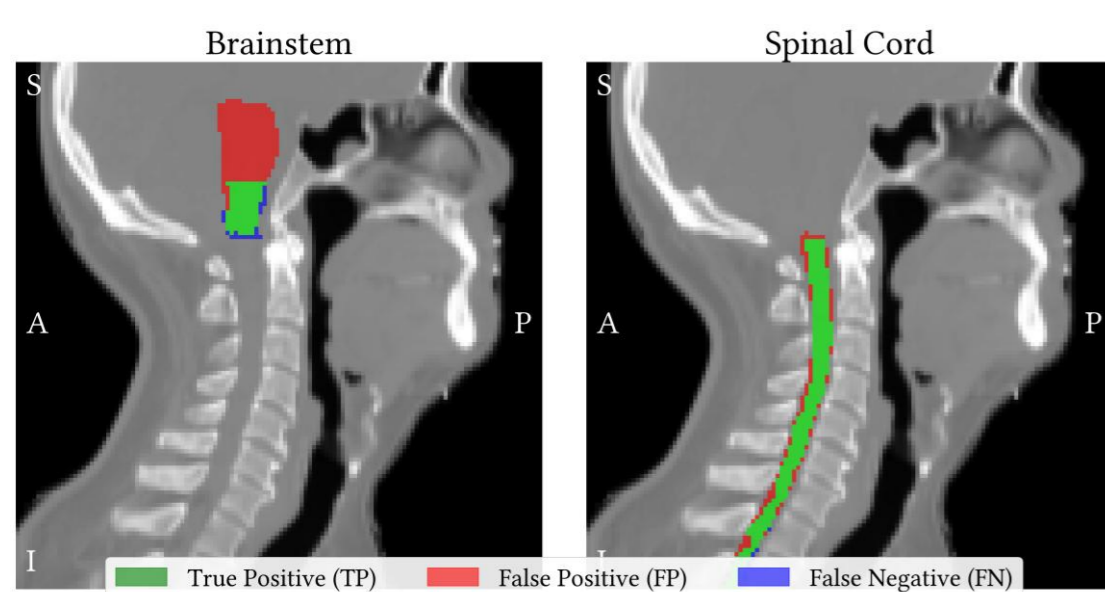 Brainstem
Spinal Cord
S
A
P
I
S
A
P
True Positive (TP)
False Positive (FP)
False Negative (FN)